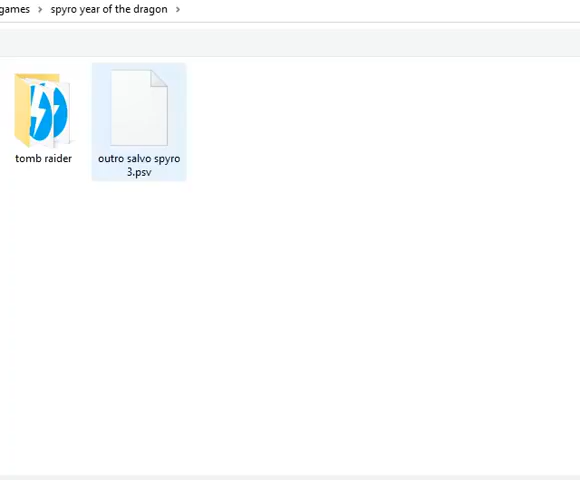 games > spyro year of the dragon >
tomb raider
outro salvo spyro
3.psv